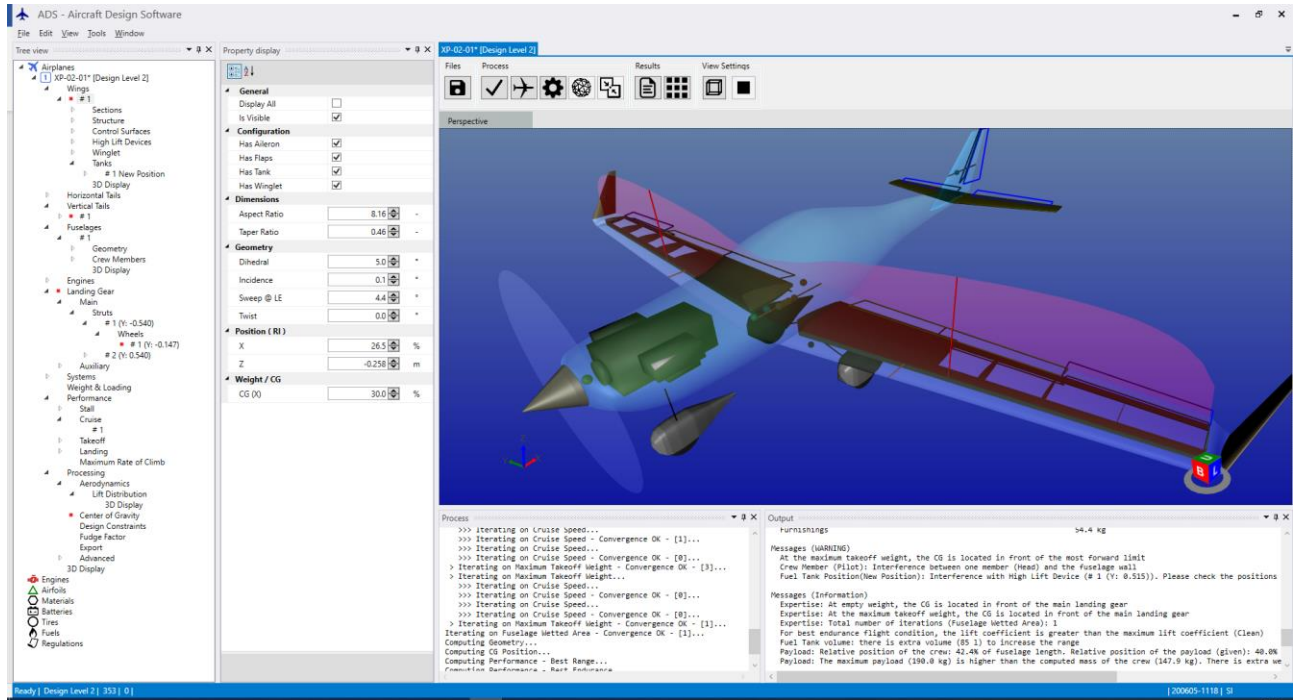 ADS - Aircraft Design Software
File Edit View Tools Window
Tree view
Airplanes
1 XP-02-01* [Design Level 2]
Wings
# 1
Sections
Structure
Control Surfaces
High Lift Devices
Winglet
Tanks
# 1 New Position
3D Display
Horizontal Tails
Vertical Tails
# 1
Fuselages
# 1
Geometry
Crew Members
3D Display
Engines
Landing Gear
Main
Struts
# 1 (Y: -0.540)
Wheels
# 1 (Y: -0.147)
# 2 (Y: 0.540)
Auxiliary
Systems
Weight & Loading
Performance
Stall
Cruise
# 1
Takeoff
Landing
Maximum Rate of Climb
Processing
Aerodynamics
Lift Distribution
3D Display
Center of Gravity
Design Constraints
Fudge Factor
Export
Advanced
3D Display
Engines
Airfoils
Materials
Batteries
Tires
Fuels
Regulations
Property display
General
Display All
Is Visible
Configuration
Has Aileron
Has Flaps
Has Tank
Has Winglet
Dimensions
Aspect Ratio 8.16 -
Taper Ratio 0.46 -
Geometry
Dihedral 5.0 °
Incidence 0.1 °
Sweep @ LE 4.4 °
Twist 0.0 °
Position ( RI )
X 26.5 %
Z -0.258 m
Weight / CG
CG (X) 30.0 %
XP-02-01* [Design Level 2]
Files Process Results View Settings
Perspective
B L
Process
>>> Iterating on Cruise Speed...
>>> Iterating on Cruise Speed - Convergence OK - [1]...
>>> Iterating on Cruise Speed...
>>> Iterating on Cruise Speed - Convergence OK - [0]...
> Iterating on Maximum Takeoff Weight - Convergence OK - [3]...
> Iterating on Maximum Takeoff Weight...
>>> Iterating on Cruise Speed...
>>> Iterating on Cruise Speed - Convergence OK - [0]...
>>> Iterating on Cruise Speed...
>>> Iterating on Cruise Speed - Convergence OK - [0]...
> Iterating on Maximum Takeoff Weight - Convergence OK - [1]...
Iterating on Fuselage Wetted Area - Convergence OK - [1]...
Computing Geometry...
Computing CG Position...
Computing Performance - Best Range...
Computing Performance - Best Endurance
Output
Furnishings 54.4 kg
Messages (WARNING)
At the maximum takeoff weight, the CG is located in front of the most forward limit
Crew Member (Pilot): Interference between one member (Head) and the fuselage wall
Fuel Tank Position(New Position): Interference with High Lift Device (# 1 (Y: 0.515)). Please check the positions
Messages (Information)
Expertise: At empty weight, the CG is located in front of the main landing gear
Expertise: At the maximum takeoff weight, the CG is located in front of the main landing gear
Expertise: Total number of iterations (Fuselage Wetted Area): 1
For best endurance flight condition, the lift coefficient is greater than the maximum lift coefficient (Clean)
Fuel Tank volume: there is extra volume (85 l) to increase the range
Payload: Relative position of the crew: 42.4% of fuselage length. Relative position of the payload (given): 40.0%
Payload: The maximum payload (190.0 kg) is higher than the computed mass of the crew (147.9 kg). There is extra we
Ready | Design Level 2 | 353 | 0 |
| 200605-1118 | SI